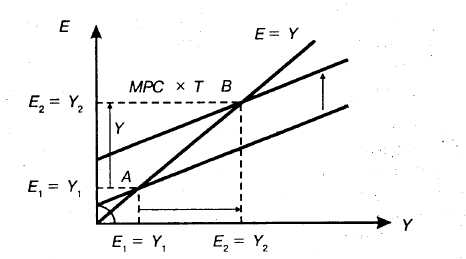 E
E = Y
MPC × T B
E₂ = Y₂
Y
A
E₁ = Y₁
Y
E₁ = Y₁ E₂ = Y₂